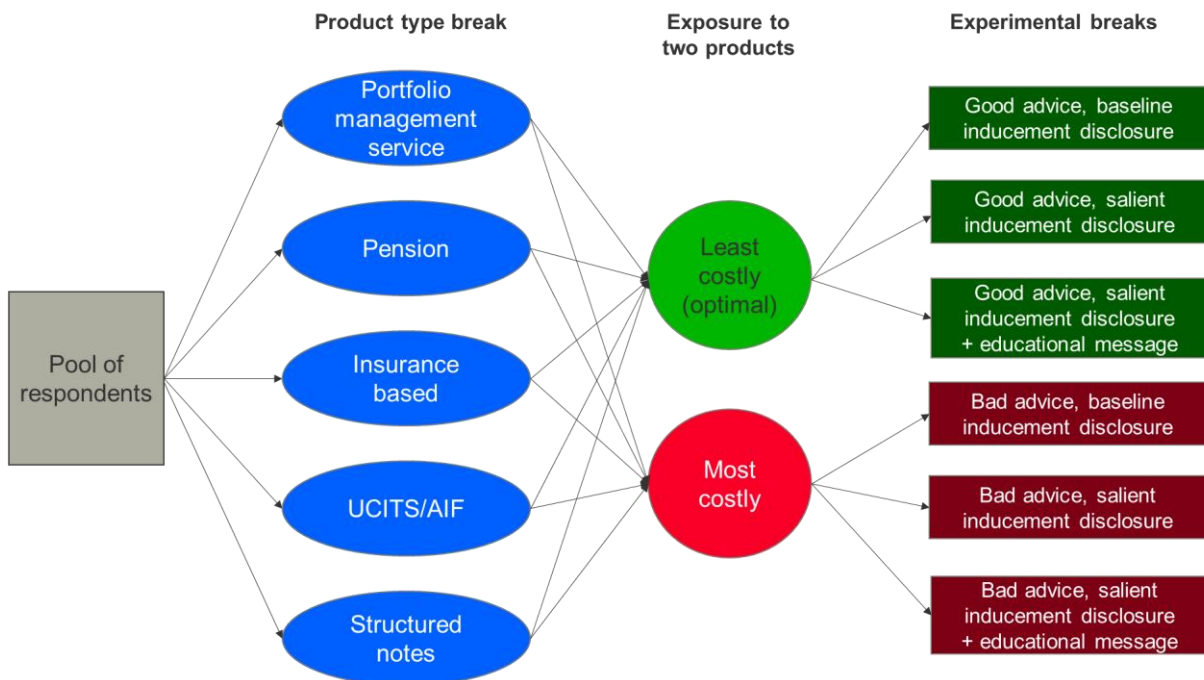 Product type break
Exposure to
two products
Experimental breaks
Pool of
respondents
Portfolio
management
service
Pension
Insurance
based
UCITS/AIF
Structured
notes
Least
costly
(optimal)
Most
costly
Good advice, baseline
inducement disclosure
Good advice, salient
inducement disclosure
Good advice, salient
inducement disclosure
+ educational message
Bad advice, baseline
inducement disclosure
Bad advice, salient
inducement disclosure
Bad advice, salient
inducement disclosure
+ educational message